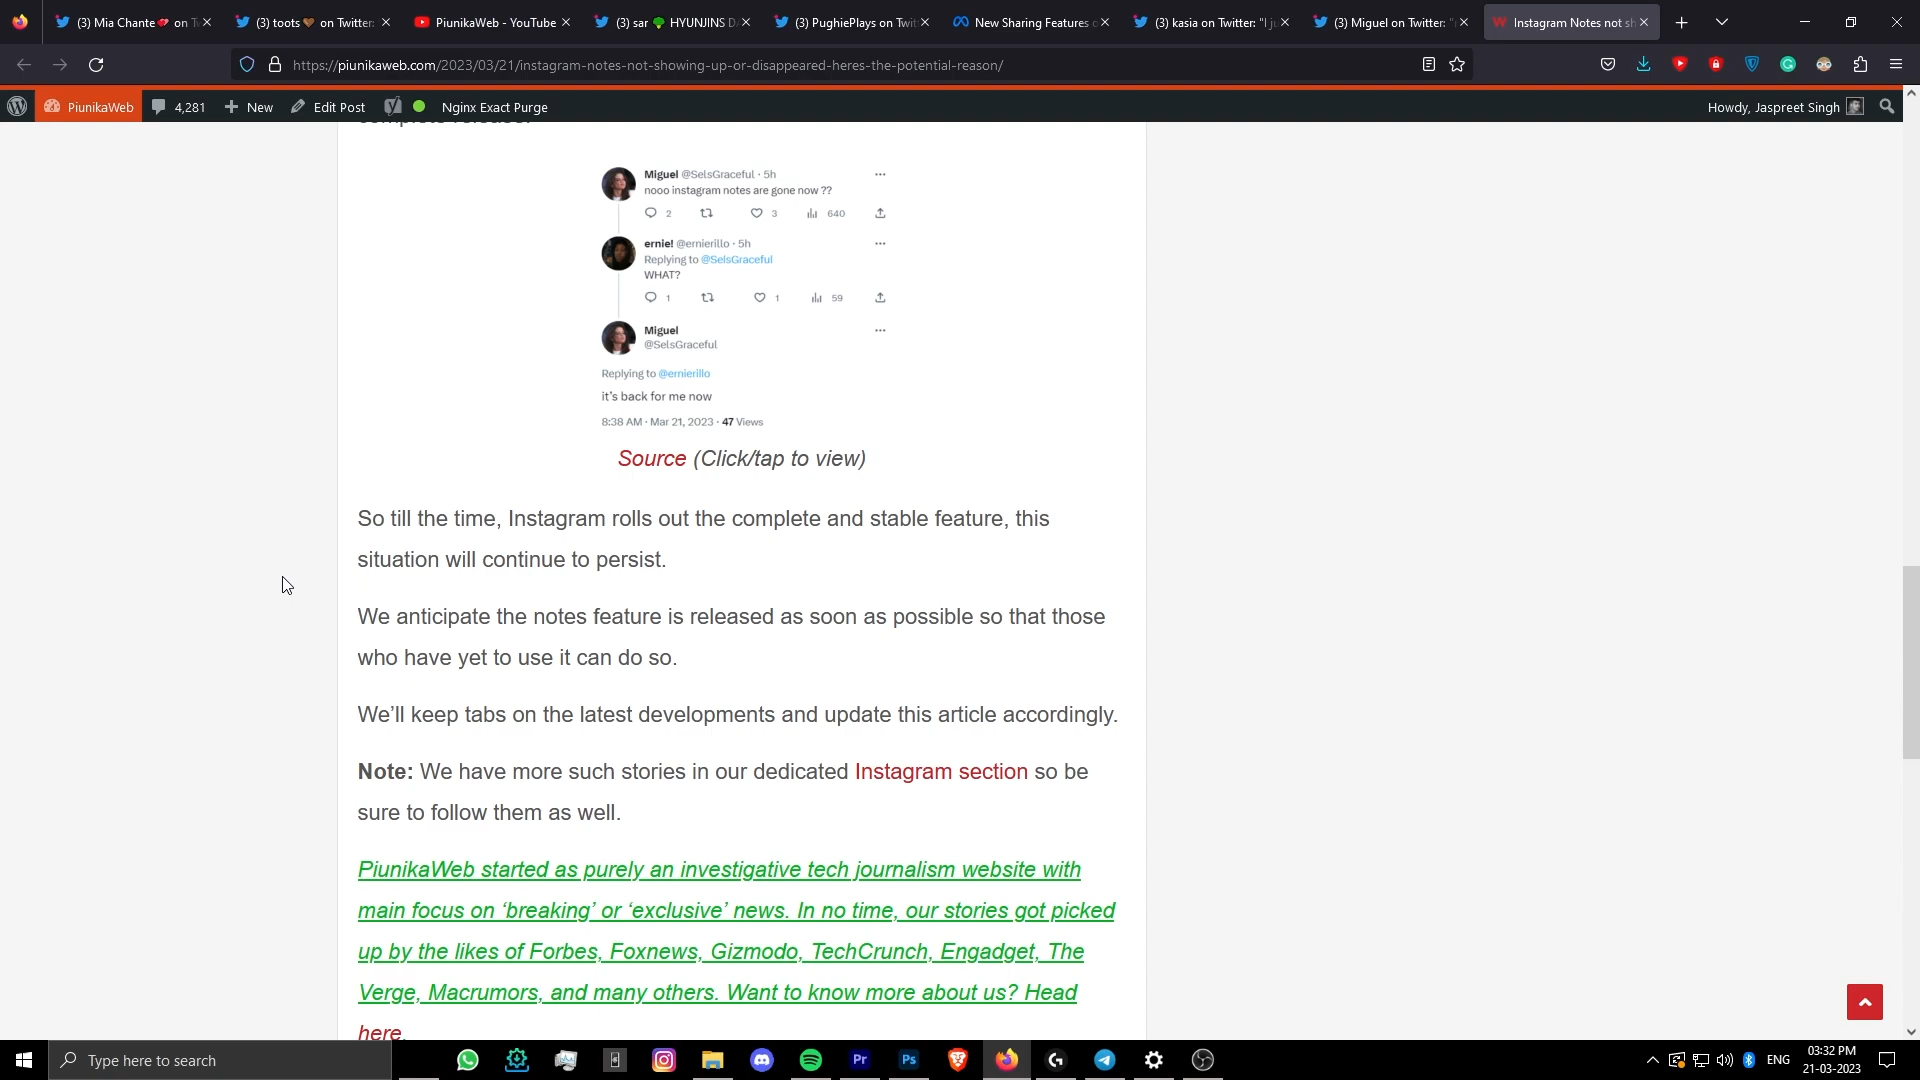 (3) Mia Chante💕 on Tw
(3) toots🤎 on Twitter:
PiunikaWeb - YouTube
(3) sar 🌳 HYUNJINS D
(3) PughiePlays on Twit
New Sharing Features o
(3) kasia on Twitter: "I ju
(3) Miguel on Twitter: "
Instagram Notes not sh
https://piunikaweb.com/2023/03/21/instagram-notes-not-showing-up-or-disappeared-heres-the-potential-reason/
PiunikaWeb 4,281 New Edit Post Nginx Exact Purge Howdy, Jaspreet Singh
complete release.
Miguel @SelsGraceful · 5h
nooo instagram notes are gone now ??
2 3 640
ernie! @ernierillo · 5h
Replying to @SelsGraceful
WHAT?
1 1 59
Miguel
@SelsGraceful
Replying to @ernierillo
it's back for me now
8:38 AM · Mar 21, 2023 · 47 Views
Source (Click/tap to view)
So till the time, Instagram rolls out the complete and stable feature, this
situation will continue to persist.
We anticipate the notes feature is released as soon as possible so that those
who have yet to use it can do so.
We’ll keep tabs on the latest developments and update this article accordingly.
Note: We have more such stories in our dedicated Instagram section so be
sure to follow them as well.
PiunikaWeb started as purely an investigative tech journalism website with
main focus on ‘breaking’ or ‘exclusive’ news. In no time, our stories got picked
up by the likes of Forbes, Foxnews, Gizmodo, TechCrunch, Engadget, The
Verge, Macrumors, and many others. Want to know more about us? Head
here.
Type here to search
Pr
Ps
ENG
03:32 PM
21-03-2023